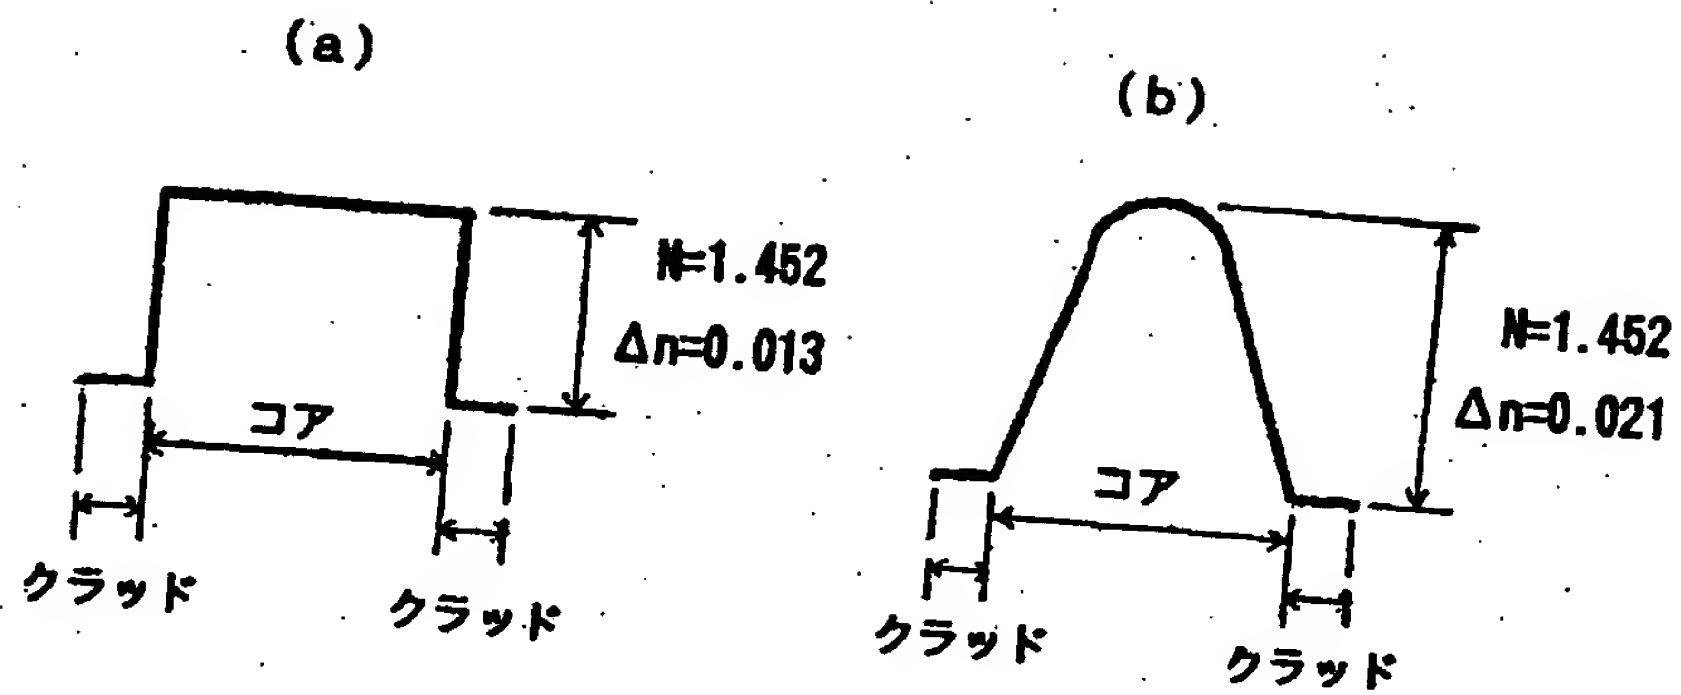 (a)
N=1.452
Δn=0.013
コア
クラッド
クラッド
(b)
N=1.452
Δn=0.021
コア
クラッド
クラッド